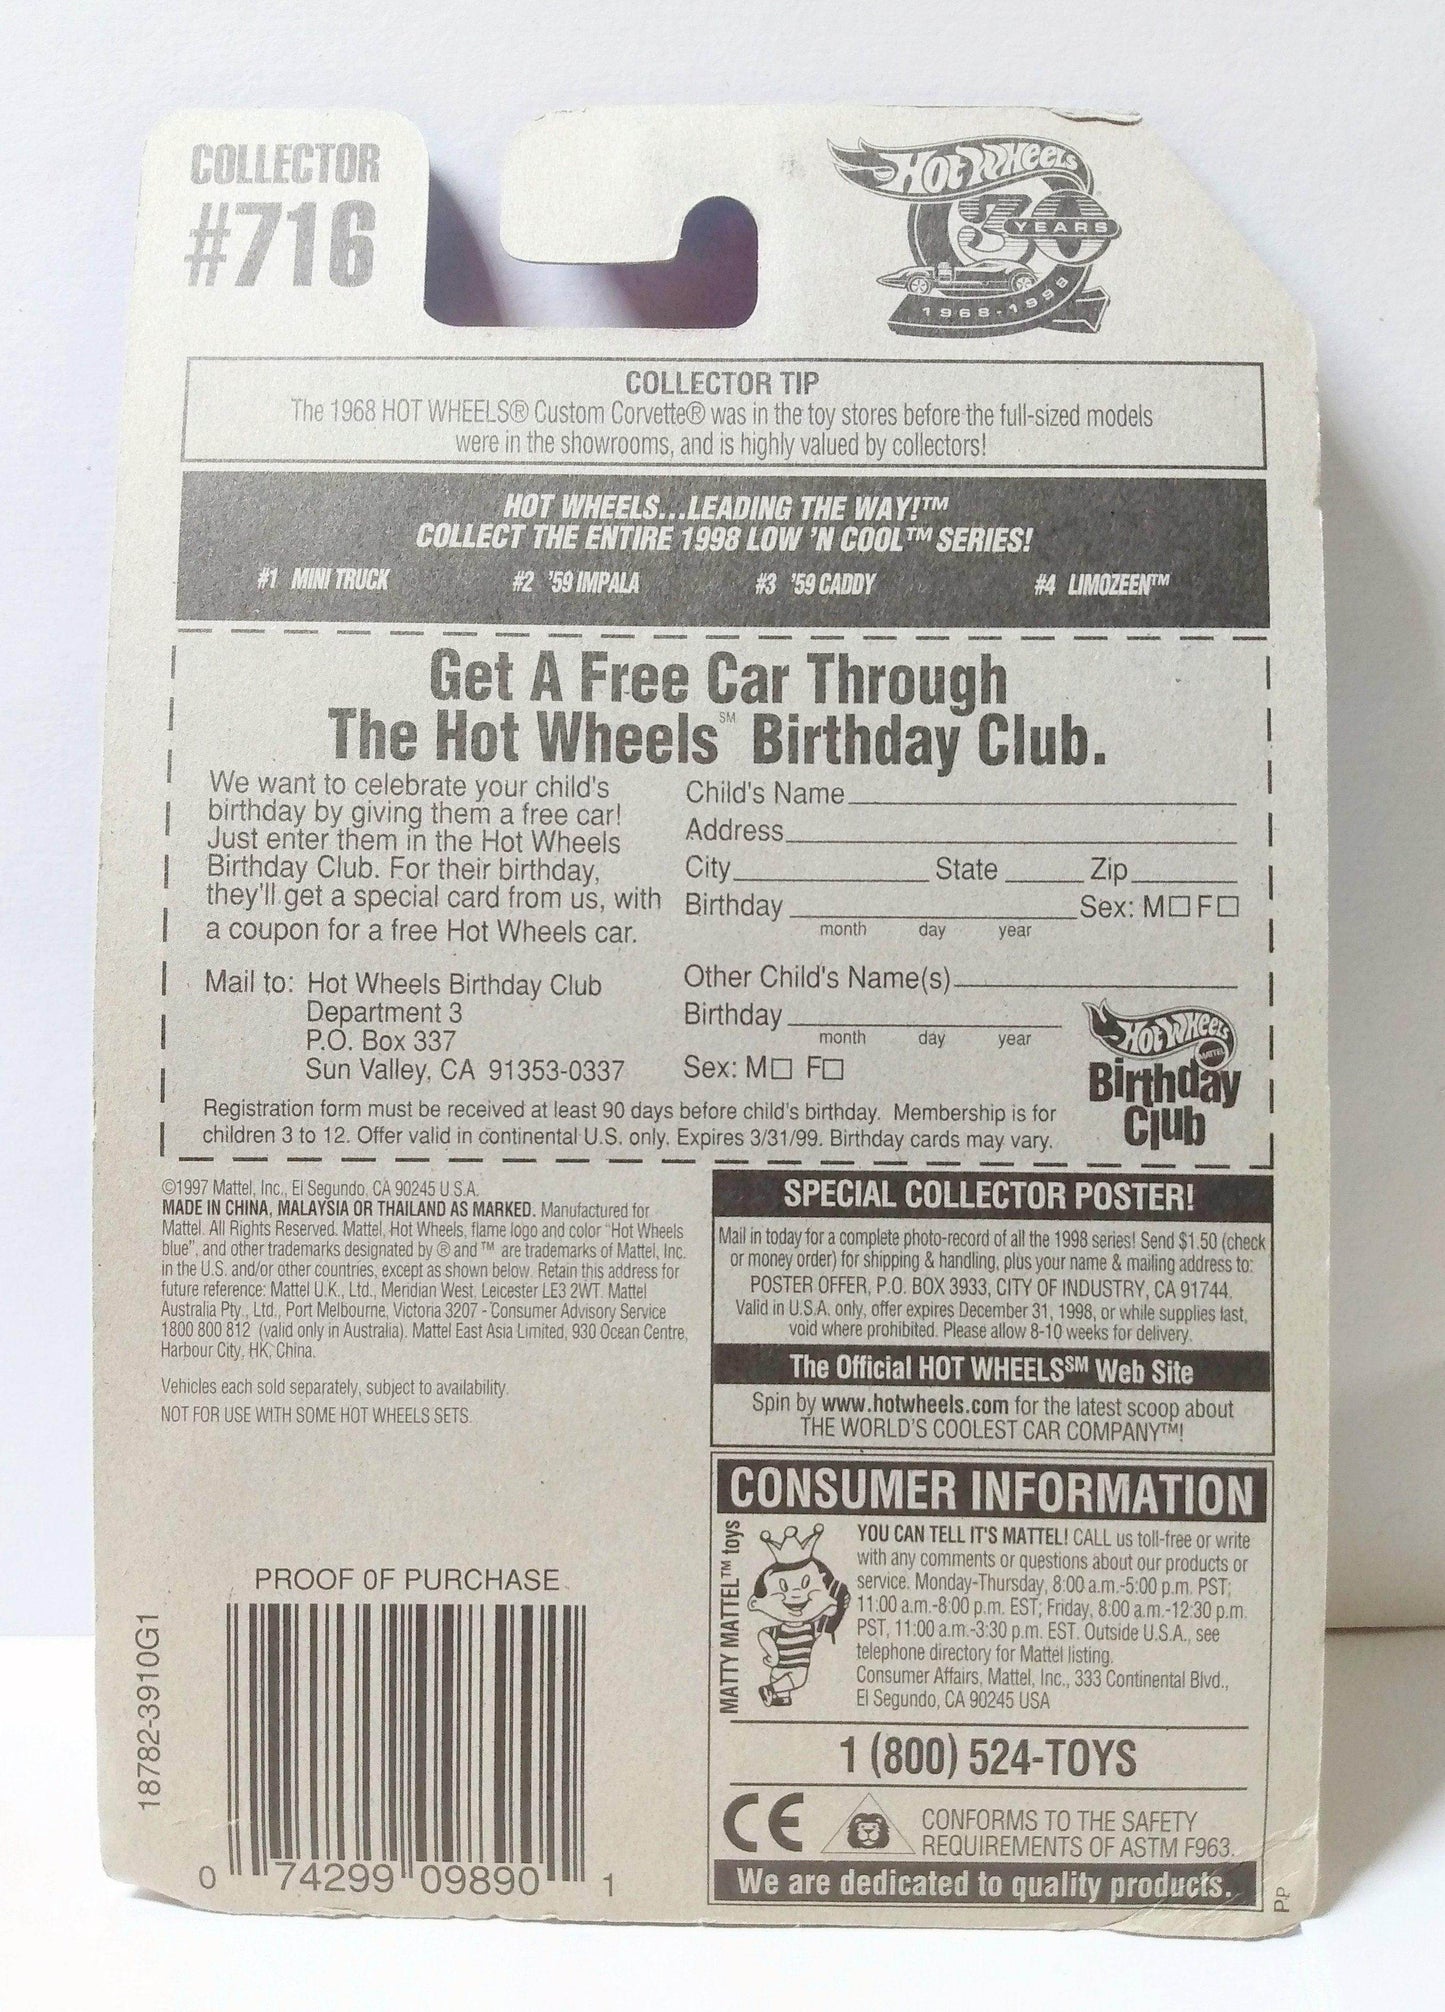 COLLECTOR
#716
HOT WHEELS
30
YEARS
1968-1998
COLLECTOR TIP
The 1968 HOT WHEELS® Custom Corvette® was in the toy stores before the full-sized models
were in the showrooms, and is highly valued by collectors!
HOT WHEELS...LEADING THE WAY!™
COLLECT THE ENTIRE 1998 LOW 'N COOL™ SERIES!
#1 MINI TRUCK #2 '59 IMPALA #3 '59 CADDY #4 LIMOZEEN™
Get A Free Car Through
The Hot Wheels℠ Birthday Club.
We want to celebrate your child's
birthday by giving them a free car!
Just enter them in the Hot Wheels
Birthday Club. For their birthday,
they'll get a special card from us, with
a coupon for a free Hot Wheels car.
Mail to: Hot Wheels Birthday Club
Department 3
P.O. Box 337
Sun Valley, CA 91353-0337
Child's Name
Address
City State Zip
Birthday Sex: M☐ F☐
month day year
Other Child's Name(s)
Birthday
month day year
Sex: M☐ F☐
HOT WHEELS
MATTEL
Birthday
Club
Registration form must be received at least 90 days before child's birthday. Membership is for
children 3 to 12. Offer valid in continental U.S. only. Expires 3/31/99. Birthday cards may vary.
©1997 Mattel, Inc., El Segundo, CA 90245 U.S.A.
MADE IN CHINA, MALAYSIA OR THAILAND AS MARKED. Manufactured for
Mattel. All Rights Reserved. Mattel, Hot Wheels, flame logo and color "Hot Wheels
blue", and other trademarks designated by ® and ™ are trademarks of Mattel, Inc.
in the U.S. and/or other countries, except as shown below. Retain this address for
future reference: Mattel U.K., Ltd., Meridian West, Leicester LE3 2WT. Mattel
Australia Pty., Ltd., Port Melbourne, Victoria 3207 - Consumer Advisory Service
1800 800 812 (valid only in Australia). Mattel East Asia Limited, 930 Ocean Centre,
Harbour City, HK, China.
Vehicles each sold separately, subject to availability.
NOT FOR USE WITH SOME HOT WHEELS SETS.
SPECIAL COLLECTOR POSTER!
Mail in today for a complete photo-record of all the 1998 series! Send $1.50 (check
or money order) for shipping & handling, plus your name & mailing address to:
POSTER OFFER, P.O. BOX 3933, CITY OF INDUSTRY, CA 91744.
Valid in U.S.A. only, offer expires December 31, 1998, or while supplies last,
void where prohibited. Please allow 8-10 weeks for delivery.
The Official HOT WHEELS℠ Web Site
Spin by www.hotwheels.com for the latest scoop about
THE WORLD'S COOLEST CAR COMPANY™!
CONSUMER INFORMATION
MATTY MATTEL™ toys
YOU CAN TELL IT'S MATTEL! CALL us toll-free or write
with any comments or questions about our products or
service. Monday-Thursday, 8:00 a.m.-5:00 p.m. PST;
11:00 a.m.-8:00 p.m. EST; Friday, 8:00 a.m.-12:30 p.m.
PST, 11:00 a.m.-3:30 p.m. EST. Outside U.S.A., see
telephone directory for Mattel listing.
Consumer Affairs, Mattel, Inc., 333 Continental Blvd.,
El Segundo, CA 90245 USA
1 (800) 524-TOYS
CE
CONFORMS TO THE SAFETY
REQUIREMENTS OF ASTM F963.
We are dedicated to quality products.
Pp
PROOF OF PURCHASE
18782-3910G1
0 74299 09890 1